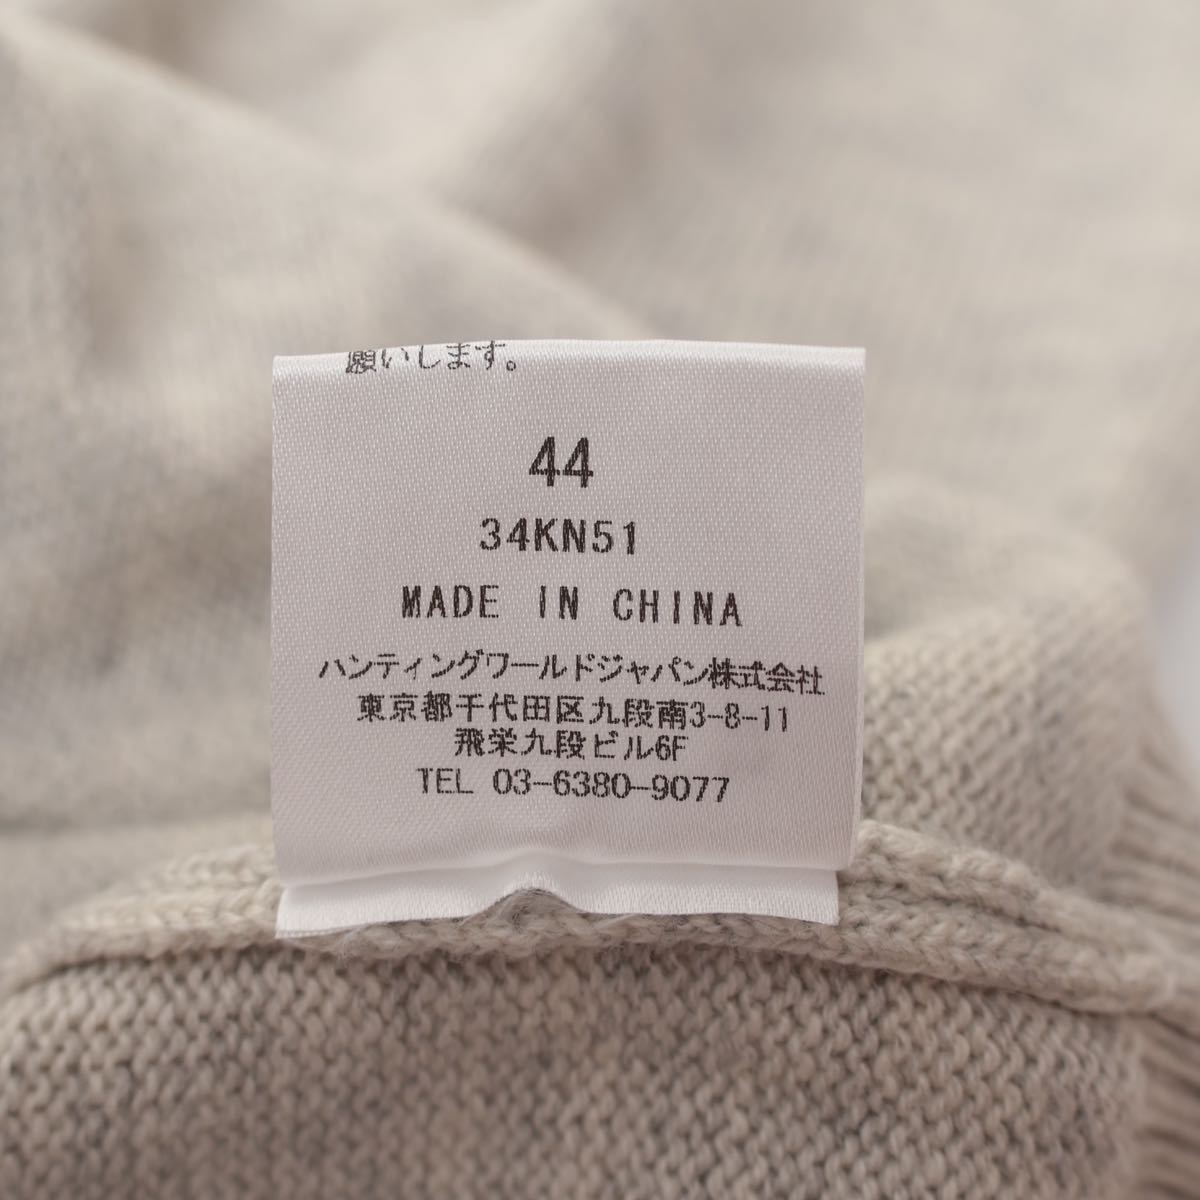 願いします。
44
34KN51
MADE IN CHINA
ハンティングワールドジャパン株式会社
東京都千代田区九段南3-8-11
飛栄九段ビル6F
TEL 03-6380-9077